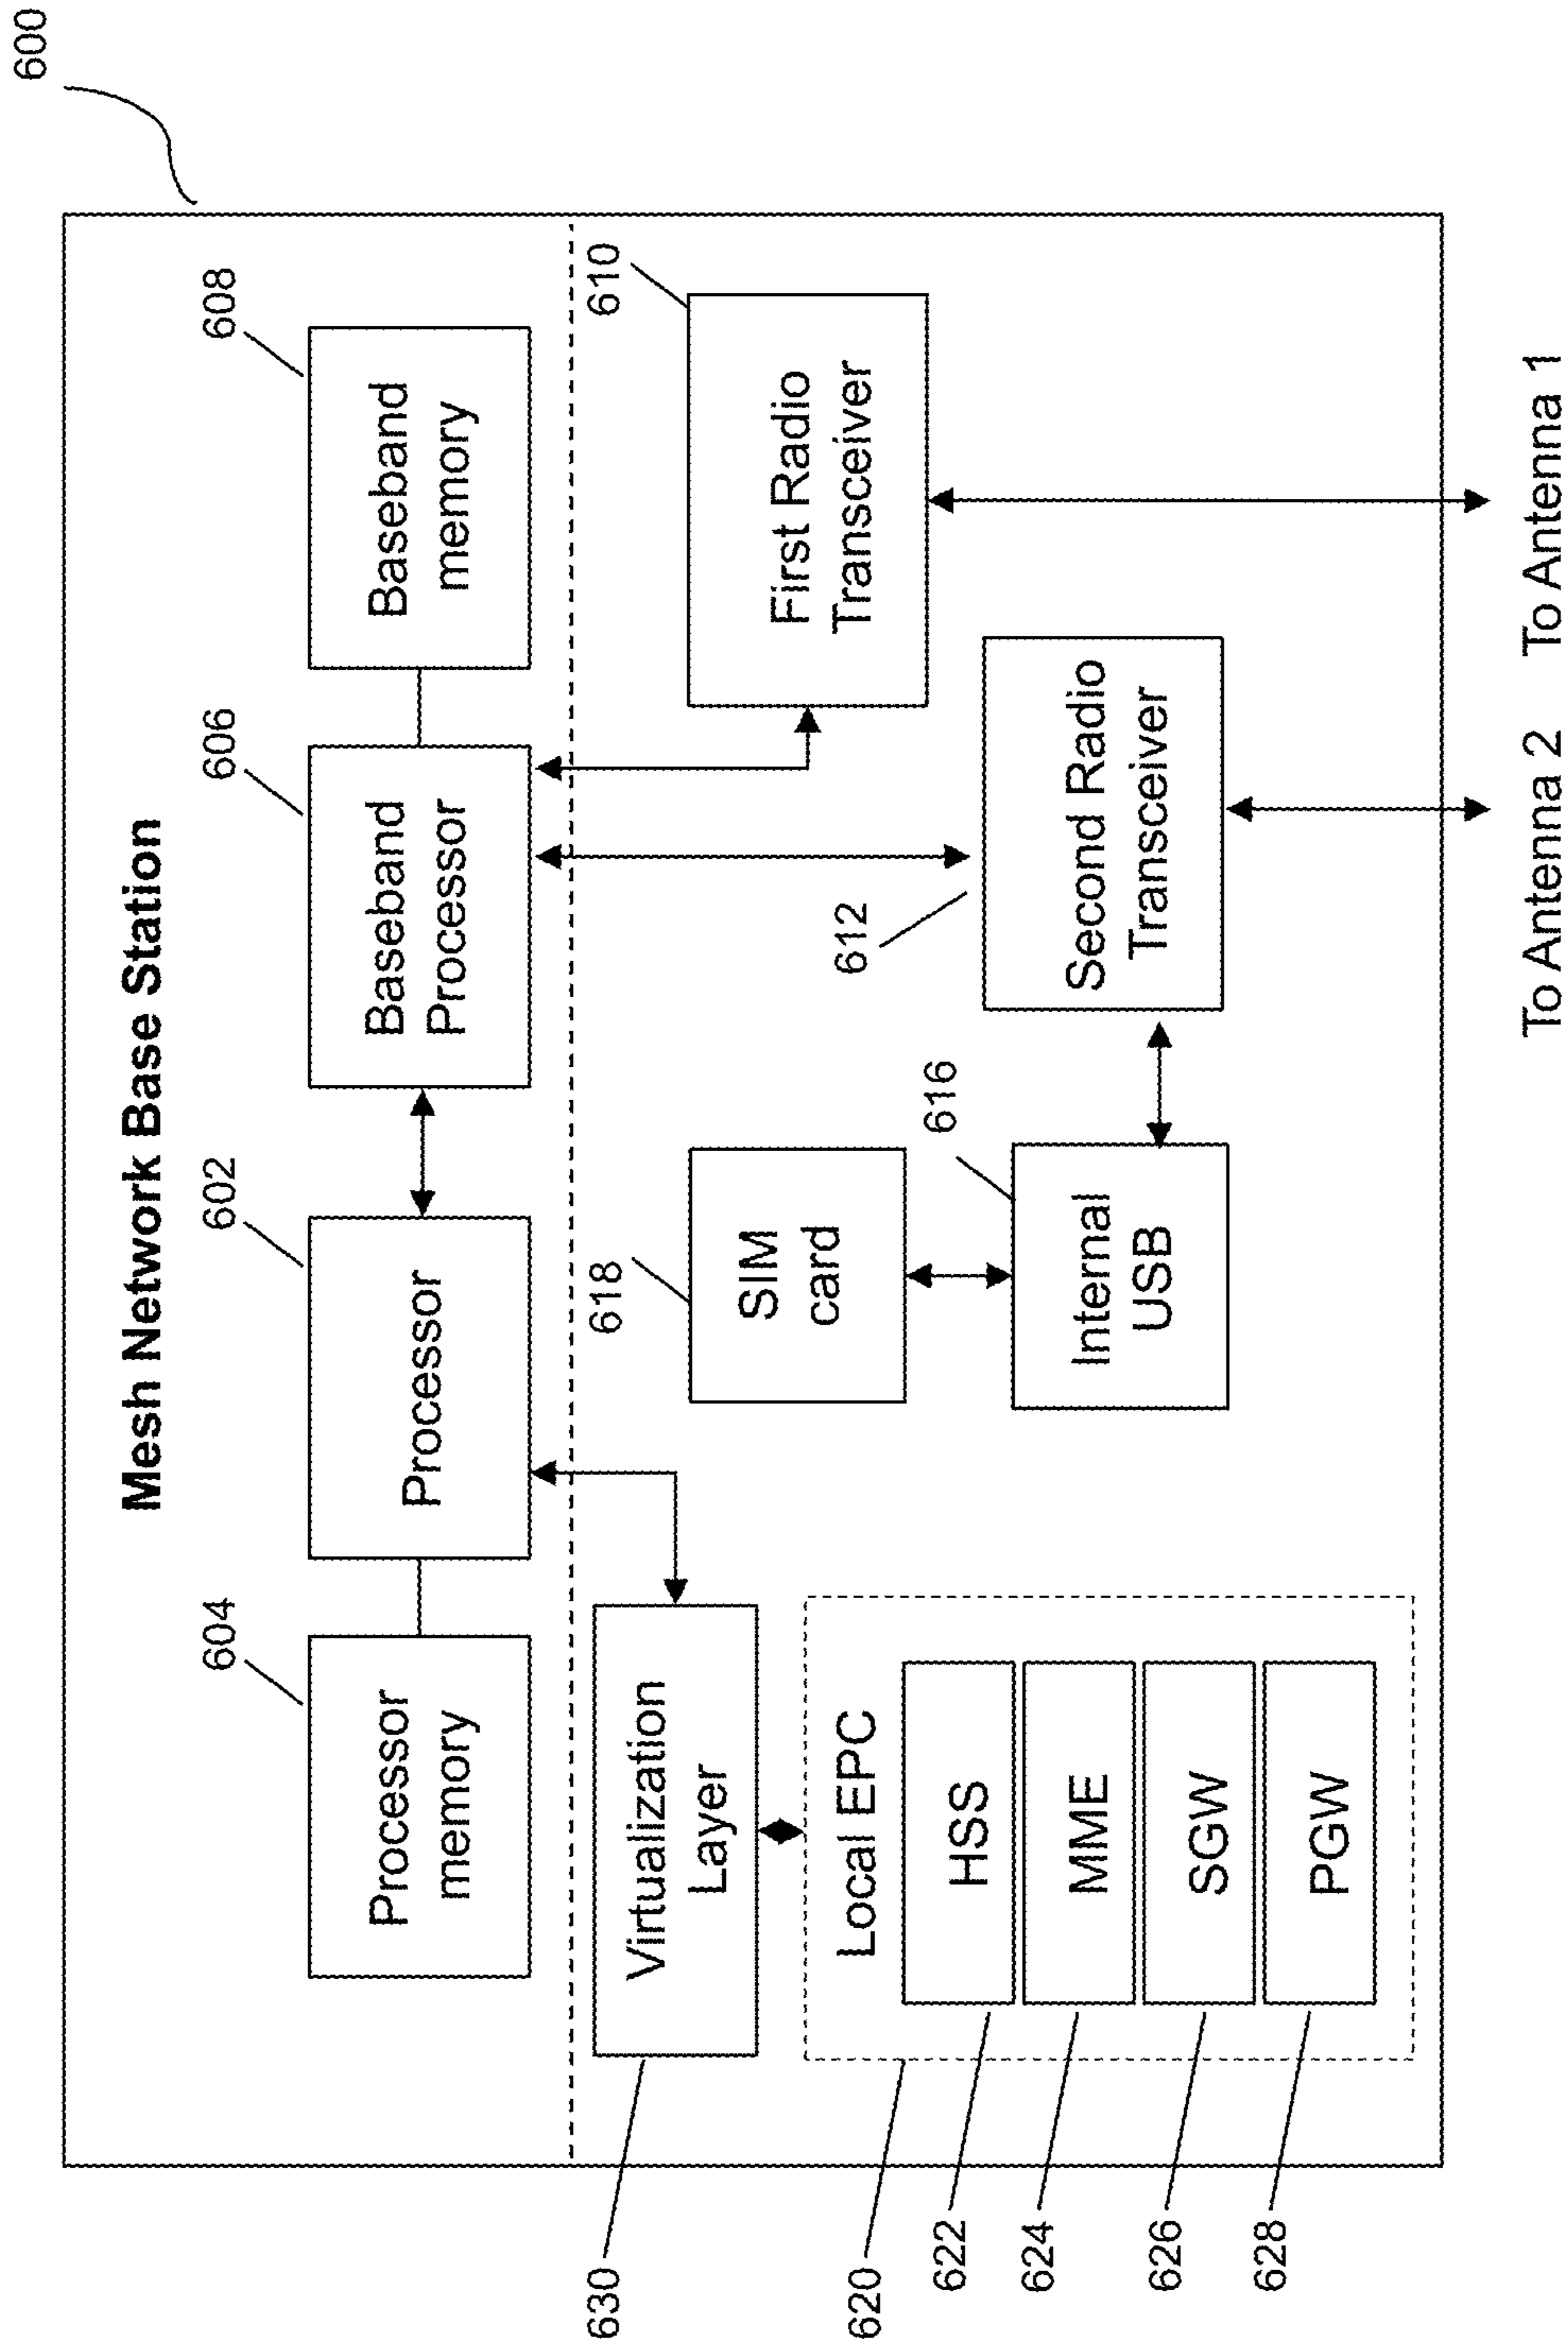 600
Mesh Network Base Station
604
602
606
608
Processor
memory
Processor
Baseband
Processor
Baseband
memory
630
Virtualization
Layer
618
SIM
card
612
610
First Radio
Transceiver
616
Internal
USB
Second Radio
Transceiver
620
Local EPC
622
HSS
624
MME
626
SGW
628
PGW
To Antenna 2
To Antenna 1